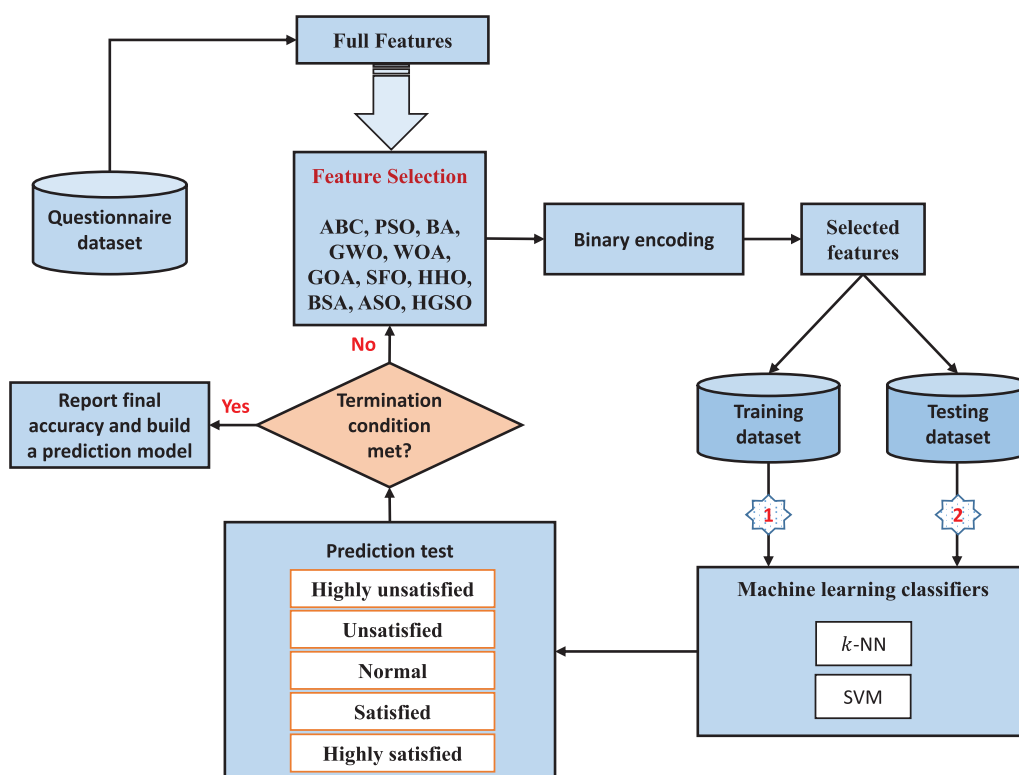 Full Features
Questionnaire
dataset
Feature Selection
ABC, PSO, BA,
GWO, WOA,
GOA, SFO, HHO,
BSA, ASO, HGSO
Binary encoding
Selected
features
No
Yes
Report final
accuracy and build
a prediction model
Termination
condition
met?
Training
dataset
Testing
dataset
1
2
Prediction test
Highly unsatisfied
Unsatisfied
Normal
Satisfied
Highly satisfied
Machine learning classifiers
k-NN
SVM